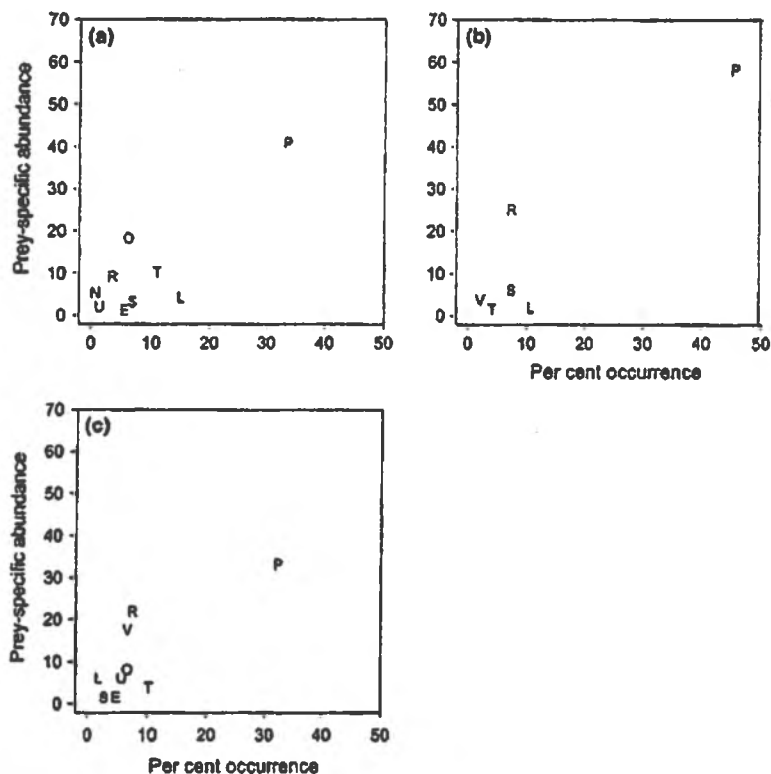 (a)
70
60
50
40
30
20
10
0
Prey-specific abundance
P
O
R
T
N
S
L
U
E
0 10 20 30 40 50
(b)
70
60
50
40
30
20
10
0
P
R
S
V
T
L
0 10 20 30 40 50
Per cent occurrence
(c)
70
60
50
40
30
20
10
0
Prey-specific abundance
P
R
V
O
L
U
T
S
E
0 10 20 30 40 50
Per cent occurrence